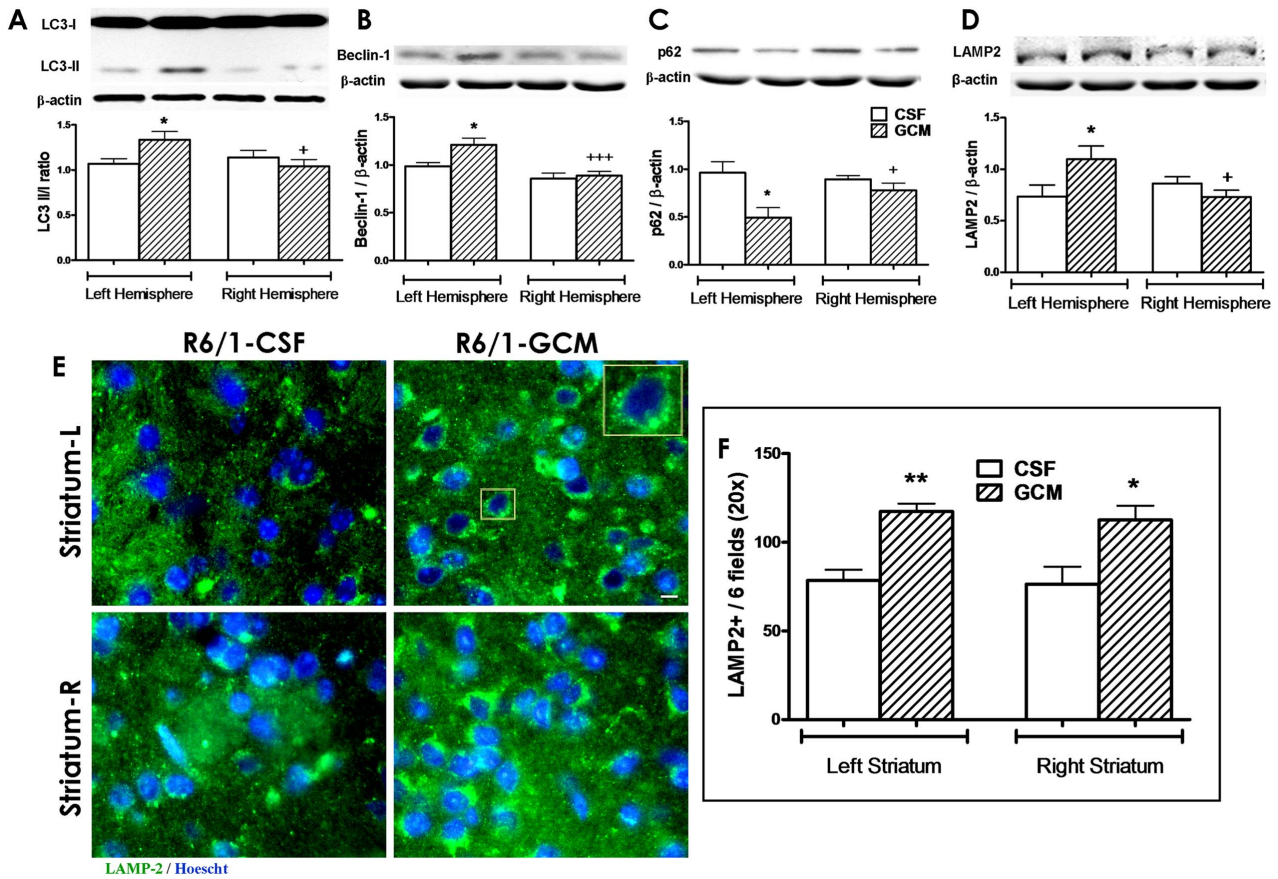 A
LC3-I
LC3-II
β-actin
LC3 II/I ratio
1.5
1.0
0.5
0.0
*
+
Left Hemisphere
Right Hemisphere
B
Beclin-1
β-actin
Beclin-1 / β-actin
1.5
1.0
0.5
0.0
*
+++
Left Hemisphere
Right Hemisphere
C
p62
β-actin
CSF
GCM
p62 / β-actin
1.5
1.0
0.5
0.0
*
+
Left Hemisphere
Right Hemisphere
D
LAMP2
β-actin
LAMP2 / β-actin
1.5
1.0
0.5
0.0
*
+
Left Hemisphere
Right Hemisphere
E
R6/1-CSF
R6/1-GCM
Striatum-L
Striatum-R
LAMP-2 / Hoescht
F
LAMP2+ / 6 fields (20x)
150
100
50
0
CSF
GCM
**
*
Left Striatum
Right Striatum